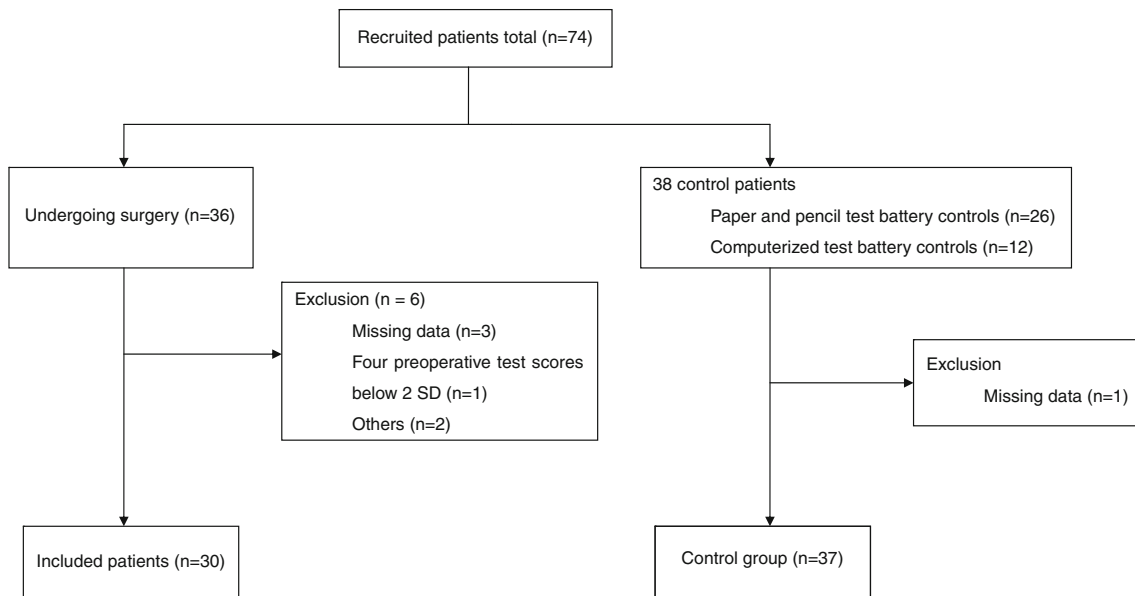 Recruited patients total (n=74)
Undergoing surgery (n=36)
38 control patients
Paper and pencil test battery controls (n=26)
Computerized test battery controls (n=12)
Exclusion (n = 6)
Missing data (n=3)
Four preoperative test scores
below 2 SD (n=1)
Others (n=2)
Exclusion
Missing data (n=1)
Included patients (n=30)
Control group (n=37)